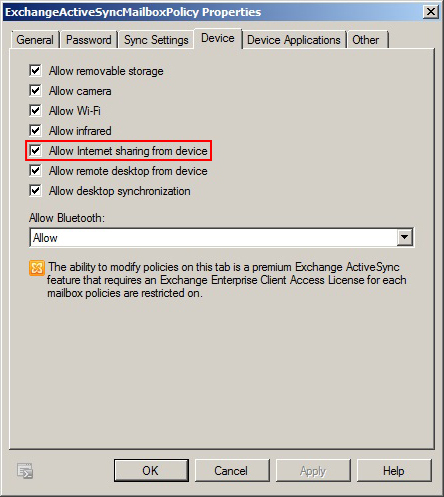 ExchangeActiveSyncMailboxPolicy Properties
General Password Sync Settings Device Device Applications Other
Allow removable storage
Allow camera
Allow Wi-Fi
Allow infrared
Allow Internet sharing from device
Allow remote desktop from device
Allow desktop synchronization
Allow Bluetooth:
Allow
The ability to modify policies on this tab is a premium Exchange ActiveSync
feature that requires an Exchange Enterprise Client Access License for each
mailbox policies are restricted on.
OK Cancel Apply Help